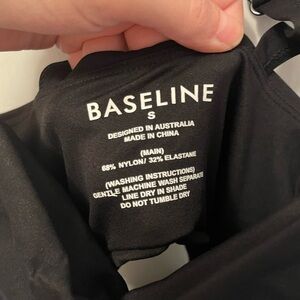 BASELINE
S
DESIGNED IN AUSTRALIA
MADE IN CHINA
(MAIN)
68% NYLON/ 32% ELASTANE
(WASHING INSTRUCTIONS)
GENTLE MACHINE WASH SEPARATE
LINE DRY IN SHADE
DO NOT TUMBLE DRY